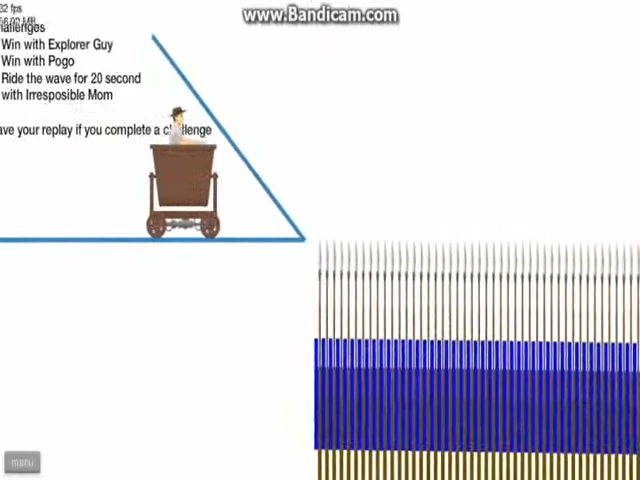 32 fps
www.Bandicam.com
hallenges
Win with Explorer Guy
Win with Pogo
Ride the wave for 20 second
with Irresposible Mom
ave your replay if you complete a challenge
menu